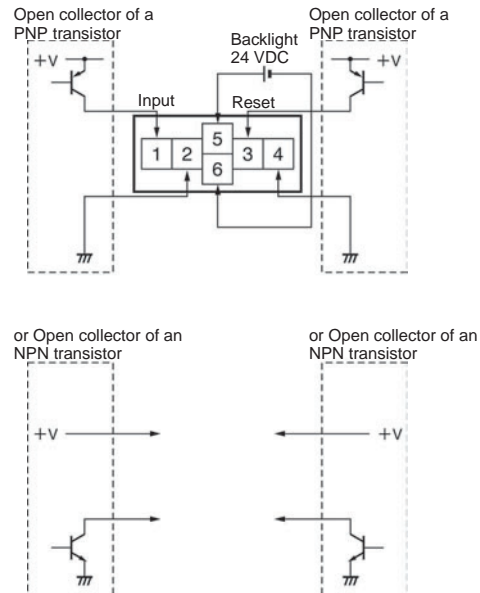 Open collector of a
PNP transistor
Open collector of a
PNP transistor
Backlight
24 VDC
+V
+V
Input
Reset
5
1 2 3 4
6
or Open collector of an
NPN transistor
or Open collector of an
NPN transistor
+V
+V